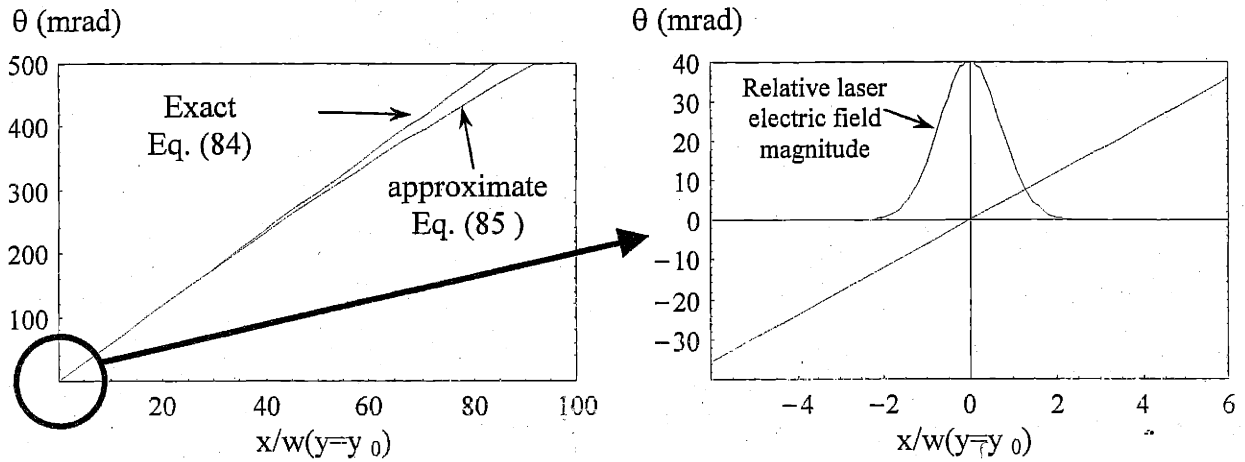 θ (mrad)
500
400
300
200
100
20
40
60
80
100
x/w(y=y 0)
Exact
Eq. (84)
approximate
Eq. (85 )
θ (mrad)
40
30
20
10
0
−10
−20
−30
−4
−2
0
2
4
6
x/w(y=y 0)
Relative laser
electric field
magnitude